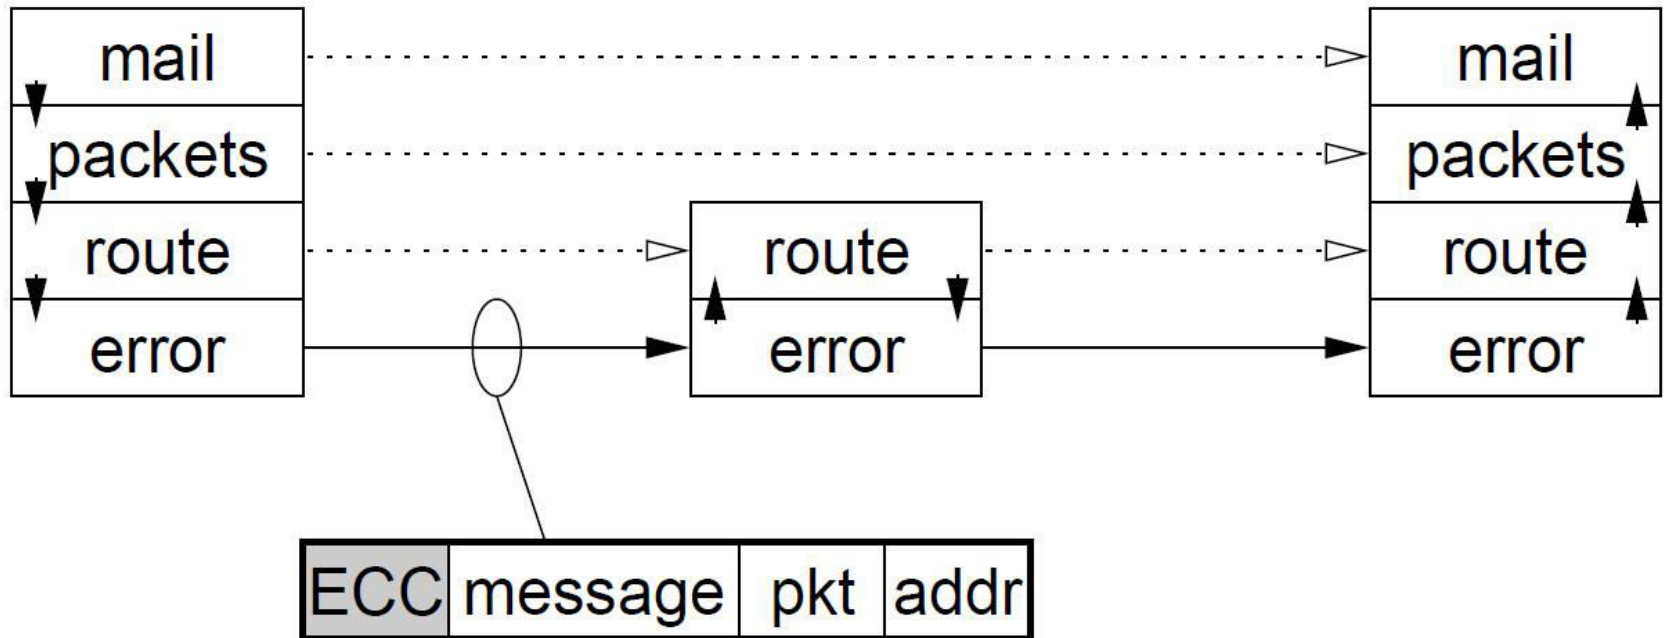 mail
packets
route
error
route
error
mail
packets
route
error
ECC message pkt addr